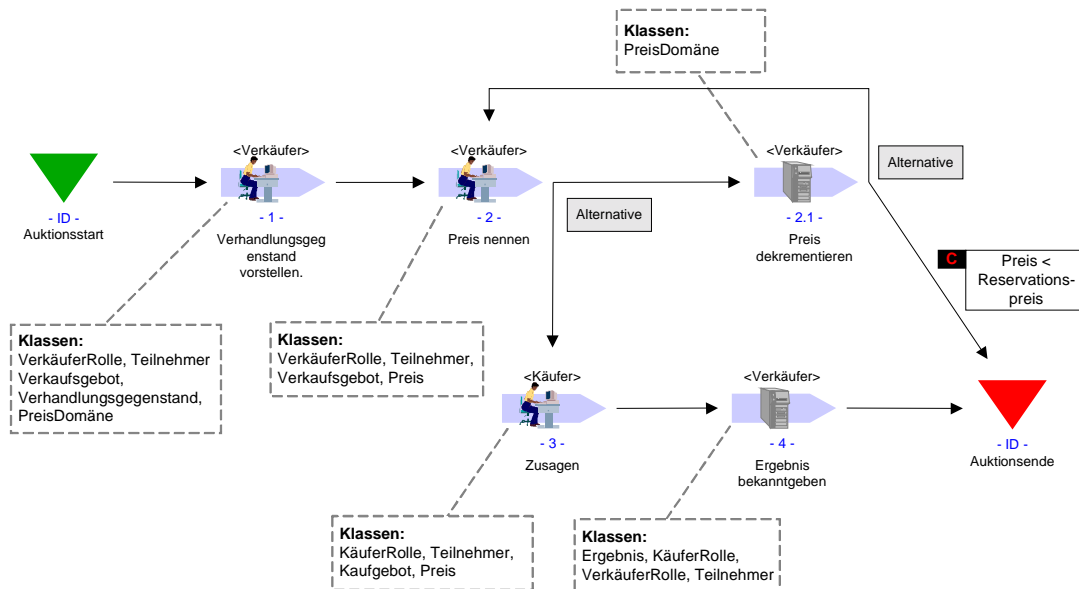 Klassen:
PreisDomäne
<Verkäufer>
<Verkäufer>
<Verkäufer>
Alternative
- ID -
Auktionsstart
- 1 -
Verhandlungsgeg
enstand
vorstellen.
- 2 -
Preis nennen
Alternative
- 2.1 -
Preis
dekrementieren
C
Preis <
Reservations-
preis
Klassen:
VerkäuferRolle, Teilnehmer
Verkaufsgebot,
Verhandlungsgegenstand,
PreisDomäne
Klassen:
VerkäuferRolle, Teilnehmer,
Verkaufsgebot, Preis
<Käufer>
<Verkäufer>
- 3 -
Zusagen
- 4 -
Ergebnis
bekanntgeben
- ID -
Auktionsende
Klassen:
KäuferRolle, Teilnehmer,
Kaufgebot, Preis
Klassen:
Ergebnis, KäuferRolle,
VerkäuferRolle, Teilnehmer